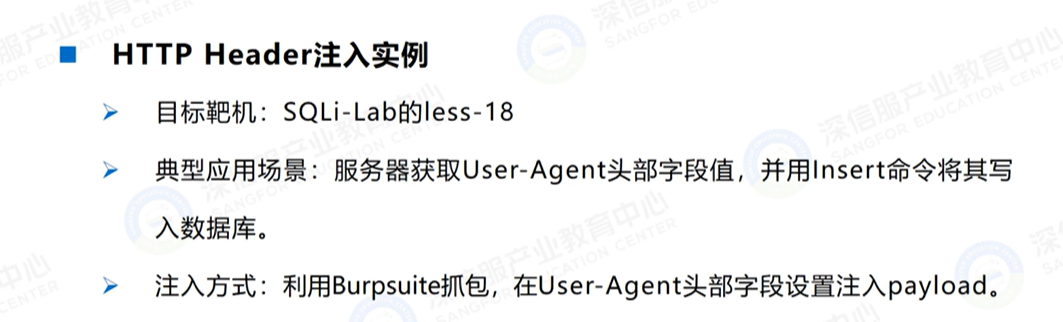 HTTP Header注入实例
目标靶机：SQLi-Lab的less-18
典型应用场景：服务器获取User-Agent头部字段值，并用Insert命令将其写
入数据库。
注入方式：利用Burpsuite抓包，在User-Agent头部字段设置注入payload。
深信服产业教育中心
SANGFOR EDUCATION CENTER